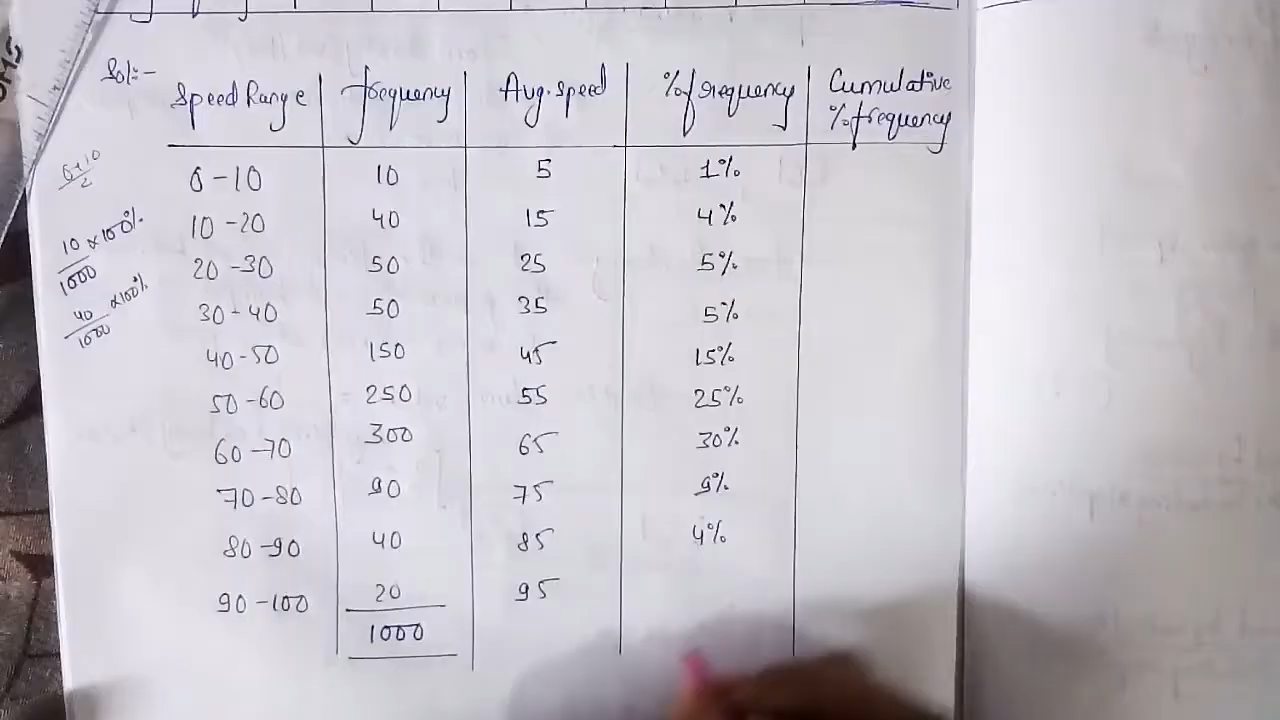 Sol:-
Speed Range frequency Avg. speed % frequency Cumulative % frequency
0-10 10 5 1%
10-20 40 15 4%
20-30 50 25 5%
30-40 50 35 5%
40-50 150 45 15%
50-60 250 55 25%
60-70 300 65 30%
70-80 90 75 9%
80-90 40 85 4%
90-100 20 95
1000
0+10/2
10/1000 x 100%
40/1000 x 100%